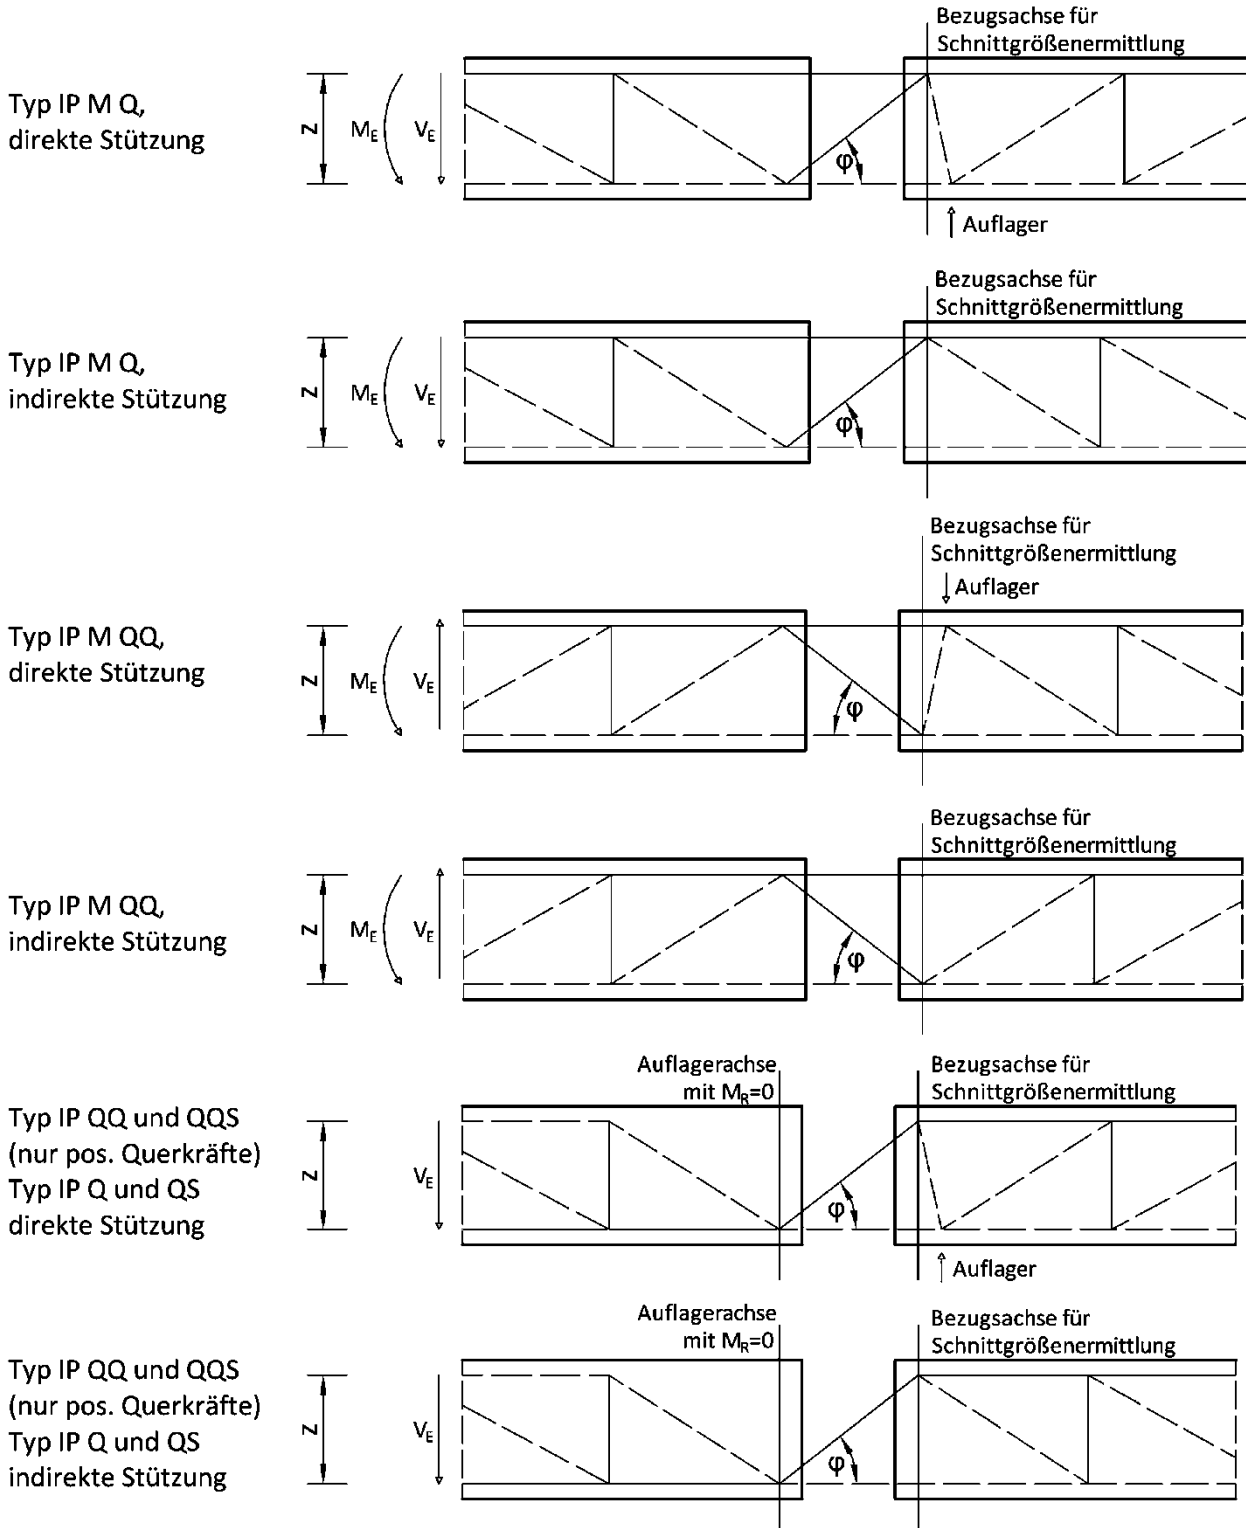 Bezugsachse für
Schnittgrößenermittlung
Typ IP M Q,
direkte Stützung
Z
M_E
V_E
φ
Auflager
Bezugsachse für
Schnittgrößenermittlung
Typ IP M Q,
indirekte Stützung
Z
M_E
V_E
φ
Bezugsachse für
Schnittgrößenermittlung
Auflager
Typ IP M QQ,
direkte Stützung
Z
M_E
V_E
φ
Bezugsachse für
Schnittgrößenermittlung
Typ IP M QQ,
indirekte Stützung
Z
M_E
V_E
φ
Auflagerachse
mit M_R=0
Bezugsachse für
Schnittgrößenermittlung
Typ IP QQ und QQS
(nur pos. Querkräfte)
Typ IP Q und QS
direkte Stützung
Z
V_E
φ
Auflager
Auflagerachse
mit M_R=0
Bezugsachse für
Schnittgrößenermittlung
Typ IP QQ und QQS
(nur pos. Querkräfte)
Typ IP Q und QS
indirekte Stützung
Z
V_E
φ